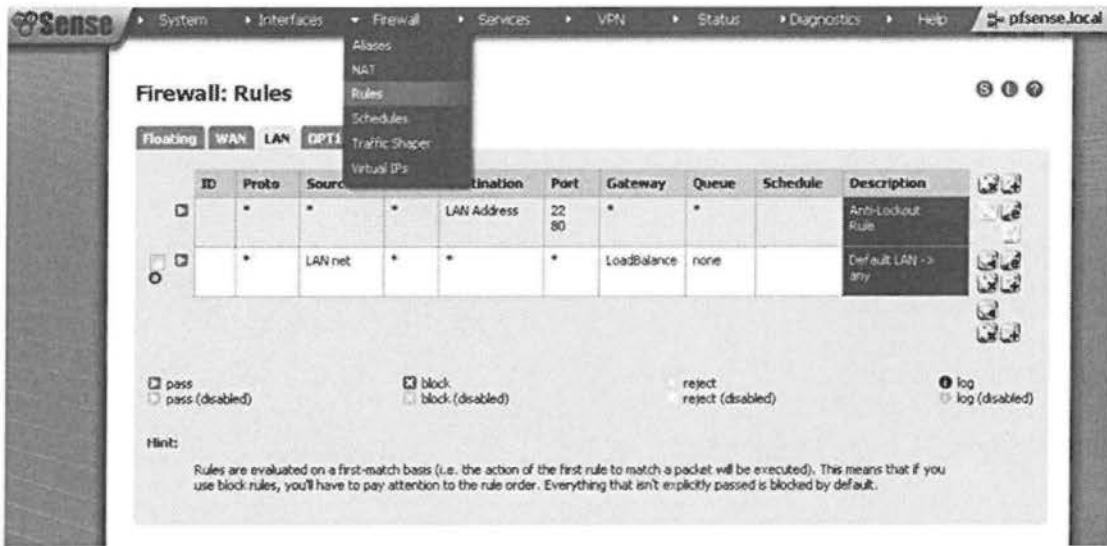 Sense System Interfaces Firewall Services VPN Status Diagnostics Help pfsense.local
Aliases
NAT
Rules
Schedules
Traffic Shaper
Virtual IPs
Firewall: Rules
Floating WAN LAN OPT1
ID Proto Source tination Port Gateway Queue Schedule Description
* * * LAN Address 22 * * Anti-Lockout
80 Rule
* LAN net * * * LoadBalance none Default LAN ->
any
pass block reject log
pass (disabled) block (disabled) reject (disabled) log (disabled)
Hint:
Rules are evaluated on a first-match basis (i.e. the action of the first rule to match a packet will be executed). This means that if you
use block rules, you'll have to pay attention to the rule order. Everything that isn't explicitly passed is blocked by default.